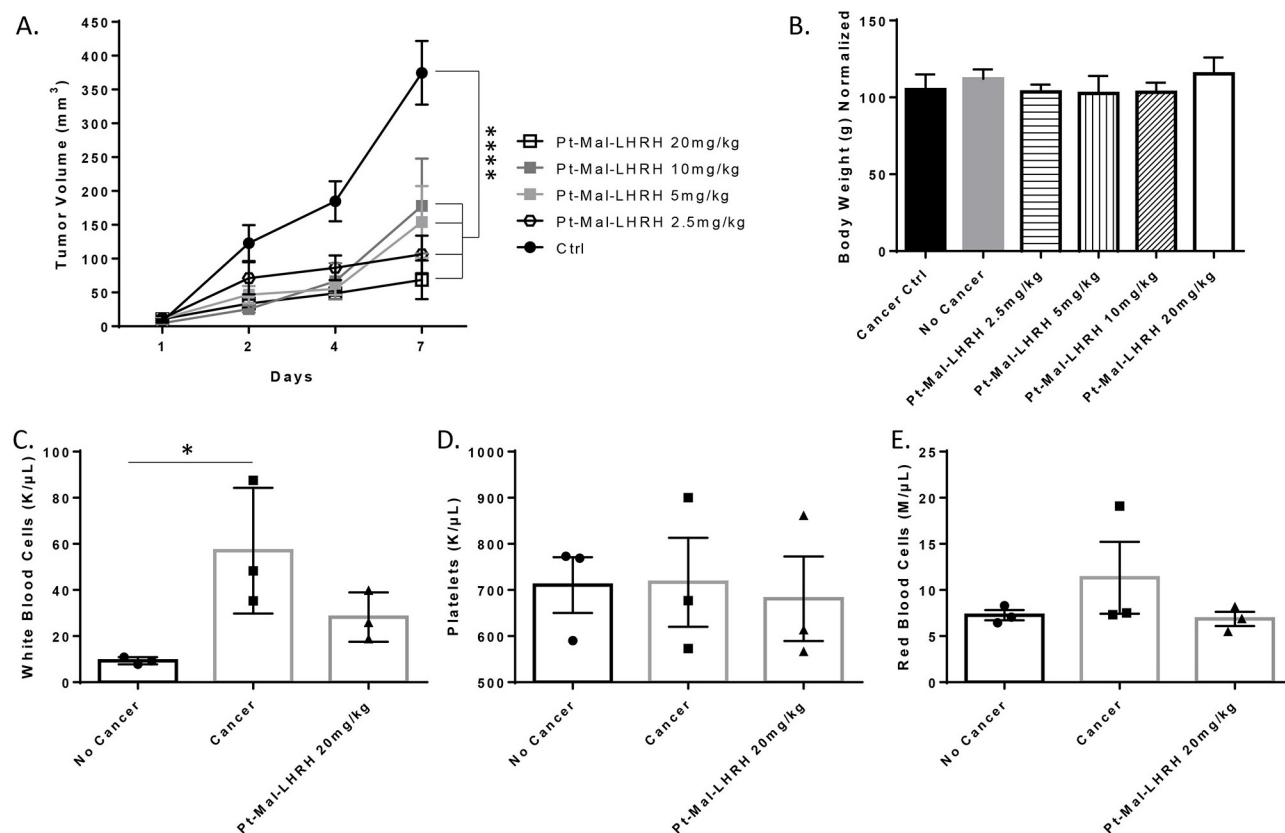 A.
Tumor Volume (mm³)
450
400
350
300
250
200
150
100
50
0
1
2
4
7
Days
****
Pt-Mal-LHRH 20mg/kg
Pt-Mal-LHRH 10mg/kg
Pt-Mal-LHRH 5mg/kg
Pt-Mal-LHRH 2.5mg/kg
Ctrl
B.
Body Weight (g) Normalized
150
100
50
0
Cancer Ctrl
No Cancer
Pt-Mal-LHRH 2.5mg/kg
Pt-Mal-LHRH 5mg/kg
Pt-Mal-LHRH 10mg/kg
Pt-Mal-LHRH 20mg/kg
C.
White Blood Cells (K/µL)
100
80
60
40
20
0
*
No Cancer
Cancer
Pt-Mal-LHRH 20mg/kg
D.
Platelets (K/µL)
1000
900
800
700
600
500
No Cancer
Cancer
Pt-Mal-LHRH 20mg/kg
E.
Red Blood Cells (M/µL)
25
20
15
10
5
0
No Cancer
Cancer
Pt-Mal-LHRH 20mg/kg